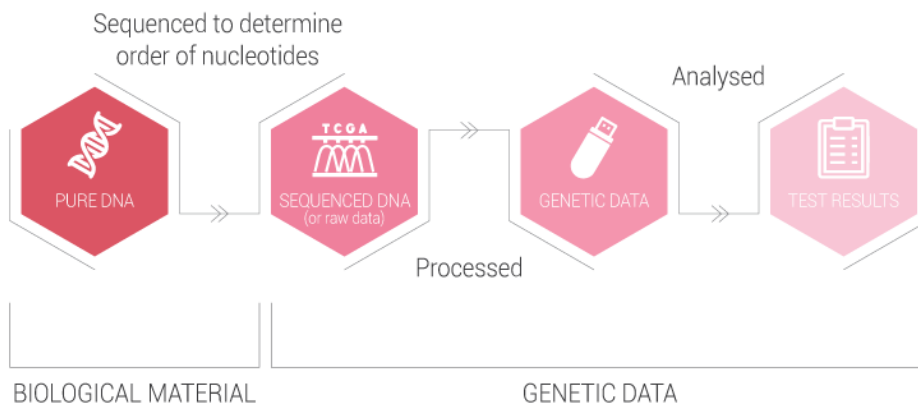 Sequenced to determine
order of nucleotides
Analysed
TCGA
PURE DNA
SEQUENCED DNA
(or raw data)
GENETIC DATA
TEST RESULTS
Processed
BIOLOGICAL MATERIAL
GENETIC DATA